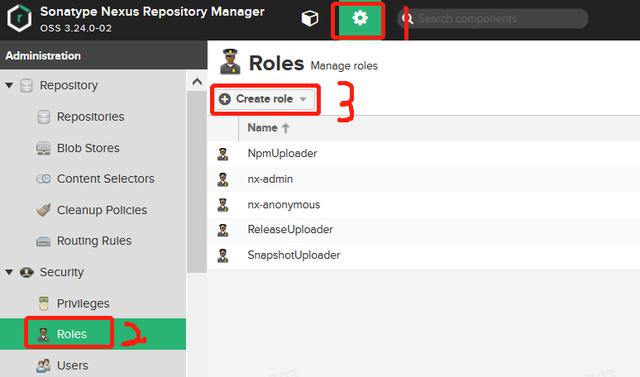 Sonatype Nexus Repository Manager
OSS 3.24.0-02
1
Search components
Administration
Repository
Repositories
Blob Stores
Content Selectors
Cleanup Policies
Routing Rules
Security
Privileges
Roles 2
Users
Roles Manage roles
Create role 3
Name
NpmUploader
nx-admin
nx-anonymous
ReleaseUploader
SnapshotUploader